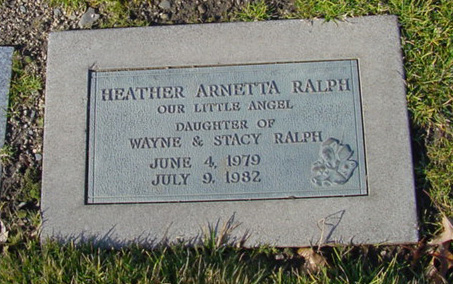 HEATHER ARNETTA RALPH
OUR LITTLE ANGEL
DAUGHTER OF
WAYNE & STACY RALPH
JUNE 4, 1979
JULY 9, 1982